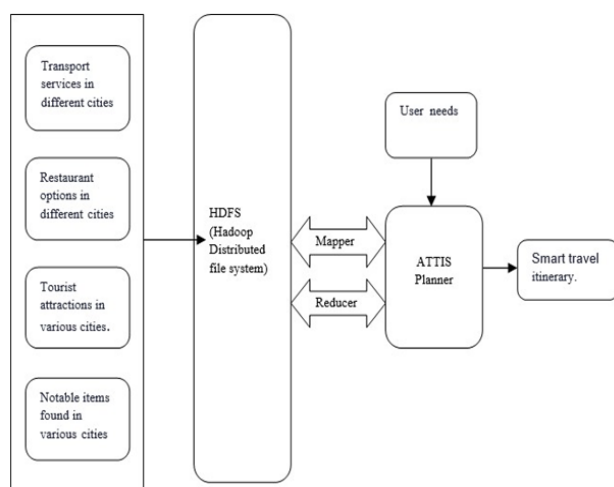 Transport
services in
different cities
Restaurant
options in
different cities
Tourist
attractions in
various cities.
Notable items
found in
various cities
HDFS
(Hadoop
Distributed
file system)
Mapper
Reducer
User needs
ATTIS
Planner
Smart travel
itinerary.